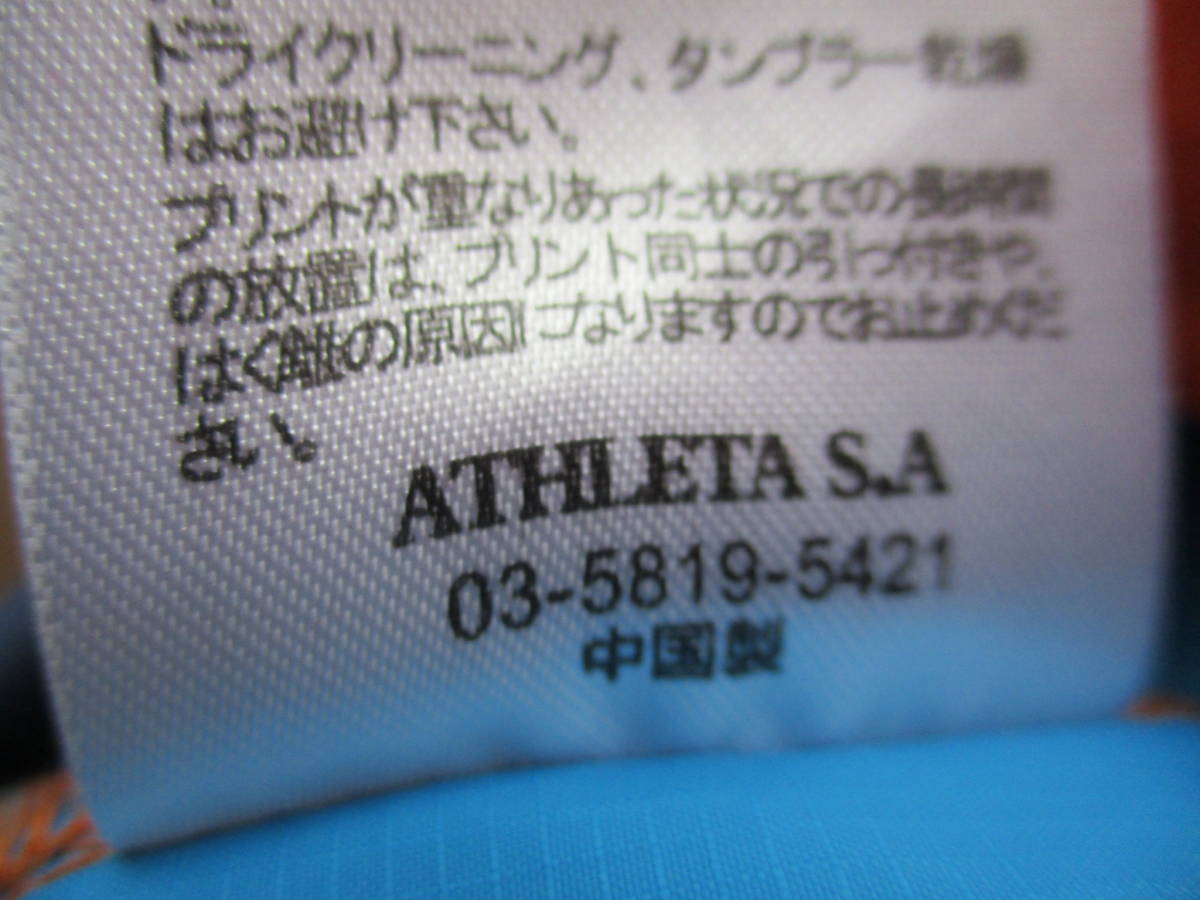 ドライクリーニング、タンブラー乾燥
はお避け下さい。
プリントが重なりあった状況での長時間
の放置は、プリント同士の引っ付きや、
はく離の原因になりますのでお止めくだ
さい。
ATHLETA S.A
03-5819-5421
中国製